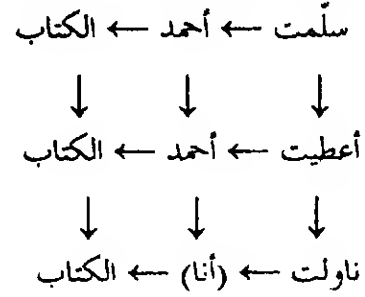 سلّمت ← أحمد ← الكتاب
↓ ↓ ↓
أعطيت ← أحمد ← الكتاب
↓ ↓ ↓
ناولت ← (أنا) ← الكتاب